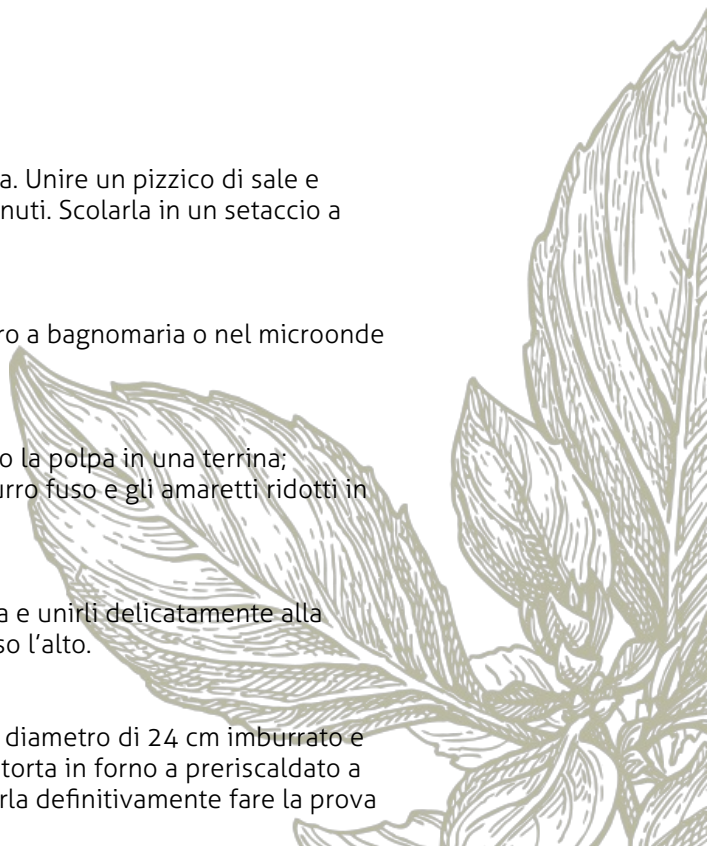 a. Unire un pizzico di sale e
nuti. Scolarla in un setaccio a
ro a bagnomaria o nel microonde
o la polpa in una terrina;
urro fuso e gli amaretti ridotti in
a e unirli delicatamente alla
so l’alto.
diametro di 24 cm imburrato e
torta in forno a preriscaldato a
rla definitivamente fare la prova